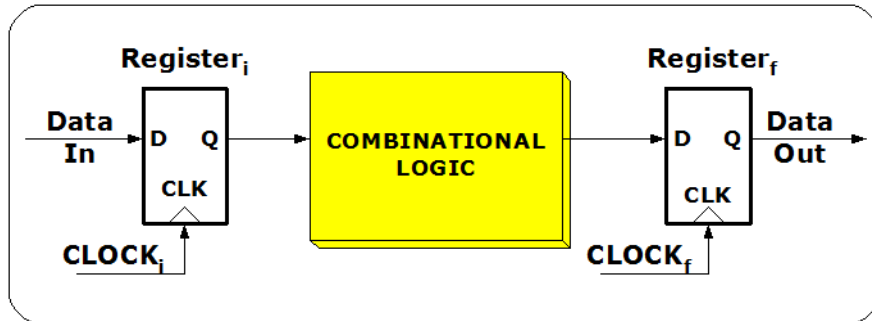 Register_i
Register_f
Data
In
D Q
CLK
CLOCK_i
COMBINATIONAL
LOGIC
D Q
CLK
CLOCK_f
Data
Out